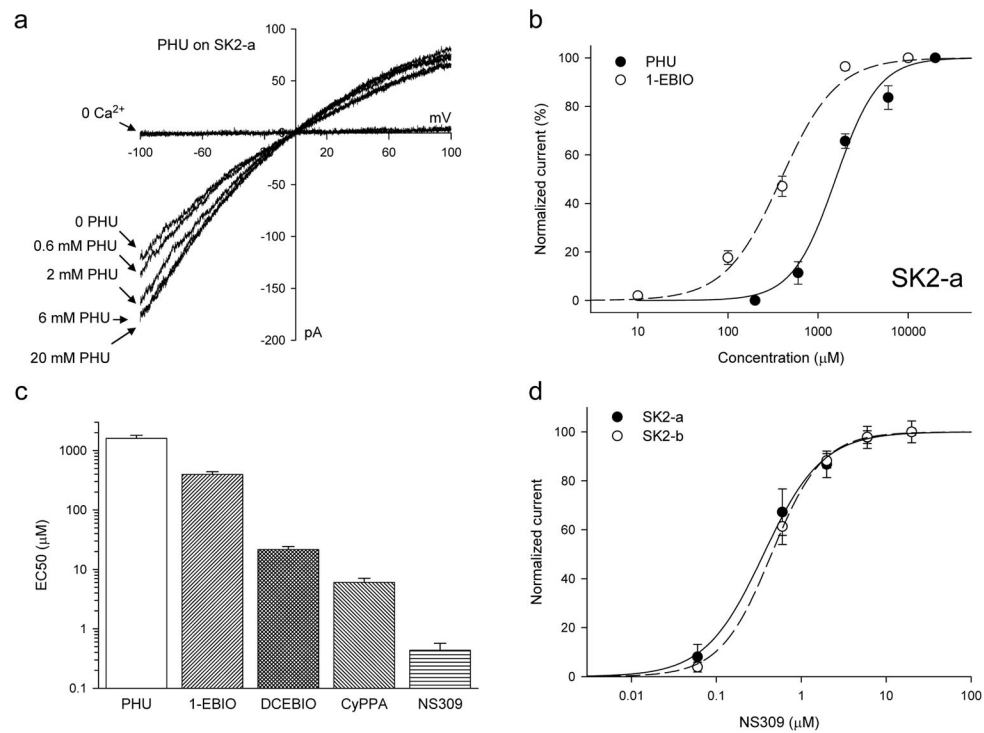 a
PHU on SK2-a
100
50
0 Ca2+
mV
0
-100
-60
-20
20
60
100
-50
-100
-150
-200
pA
0 PHU
0.6 mM PHU
2 mM PHU
6 mM PHU
20 mM PHU
b
PHU
1-EBIO
100
80
60
40
20
0
Normalized current (%)
SK2-a
10
100
1000
10000
Concentration (µM)
c
1000
100
10
1
0.1
EC50 (µM)
PHU
1-EBIO
DCEBIO
CyPPA
NS309
d
SK2-a
SK2-b
100
80
60
40
20
0
Normalized current
0.01
0.1
1
10
100
NS309 (µM)